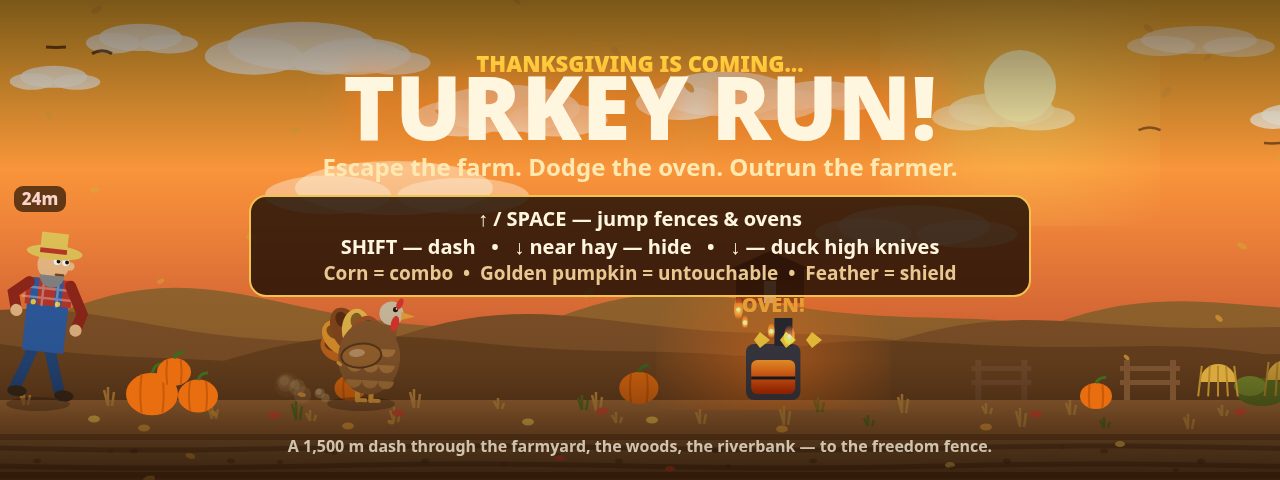 THANKSGIVING IS COMING...
TURKEY RUN!
Escape the farm. Dodge the oven. Outrun the farmer.
24m
↑ / SPACE — jump fences & ovens
SHIFT — dash • ↓ near hay — hide • ↓ — duck high knives
Corn = combo • Golden pumpkin = untouchable • Feather = shield
OVEN!
A 1,500 m dash through the farmyard, the woods, the riverbank — to the freedom fence.